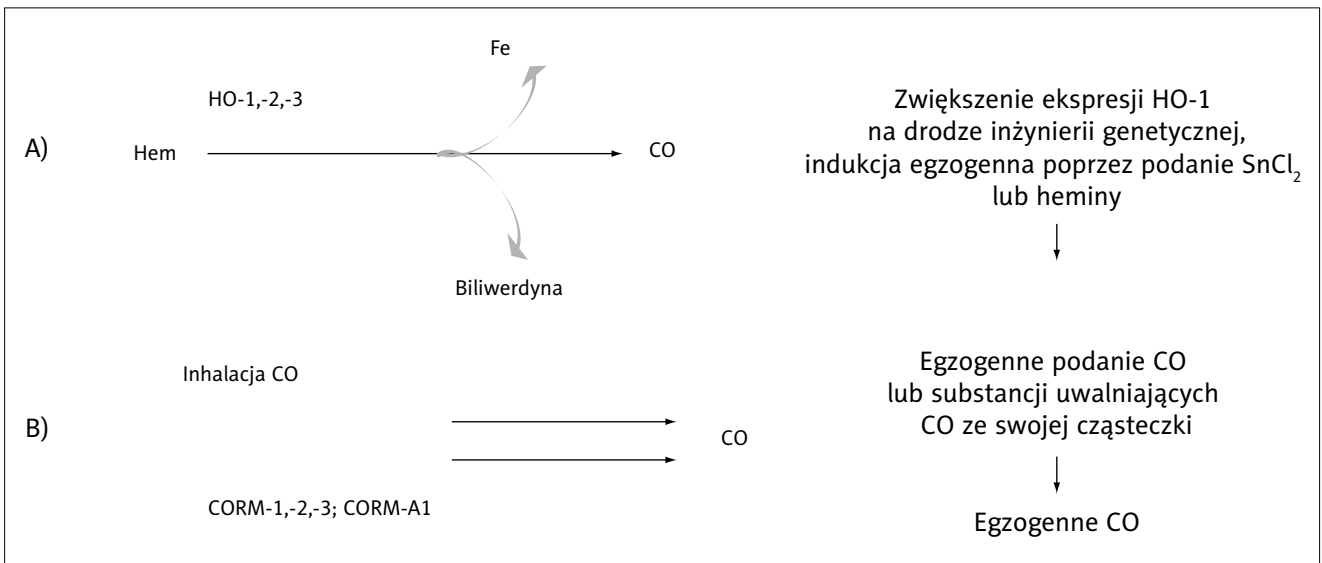 Fe
HO-1,-2,-3
A)
Hem
CO
Biliwerdyna
Zwiększenie ekspresji HO-1
na drodze inżynierii genetycznej,
indukcja egzogenna poprzez podanie SnCl₂
lub heminy
Inhalacja CO
B)
CO
CORM-1,-2,-3; CORM-A1
Egzogenne podanie CO
lub substancji uwalniających
CO ze swojej cząsteczki
Egzogenne CO